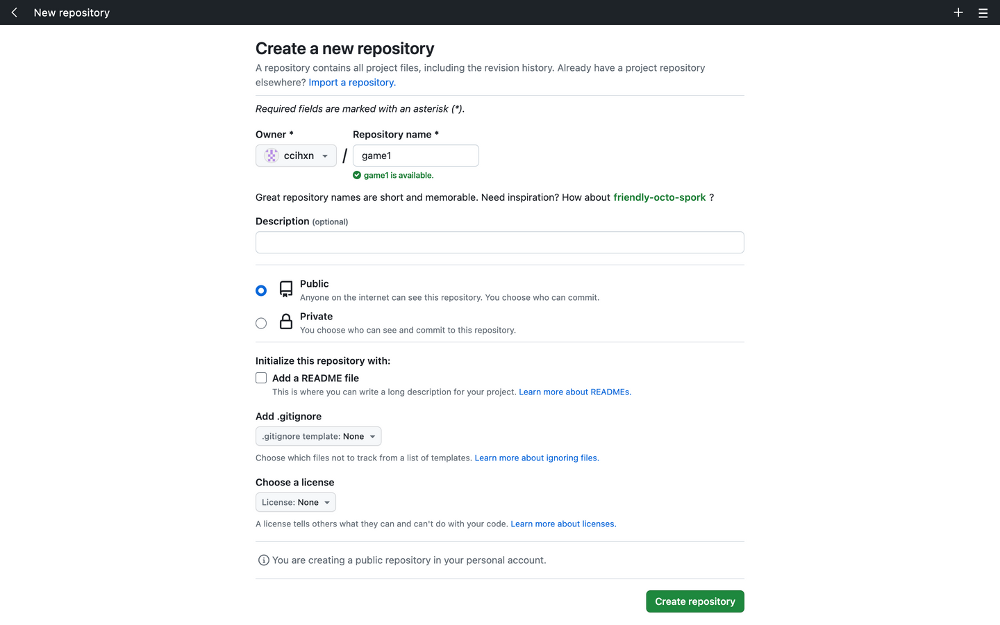 New repository
Create a new repository
A repository contains all project files, including the revision history. Already have a project repository
elsewhere? Import a repository.
Required fields are marked with an asterisk (*).
Owner *
Repository name *
ccihxn
/
game1
game1 is available.
Great repository names are short and memorable. Need inspiration? How about friendly-octo-spork ?
Description (optional)
Public
Anyone on the internet can see this repository. You choose who can commit.
Private
You choose who can see and commit to this repository.
Initialize this repository with:
Add a README file
This is where you can write a long description for your project. Learn more about READMEs.
Add .gitignore
.gitignore template: None
Choose which files not to track from a list of templates. Learn more about ignoring files.
Choose a license
License: None
A license tells others what they can and can't do with your code. Learn more about licenses.
You are creating a public repository in your personal account.
Create repository